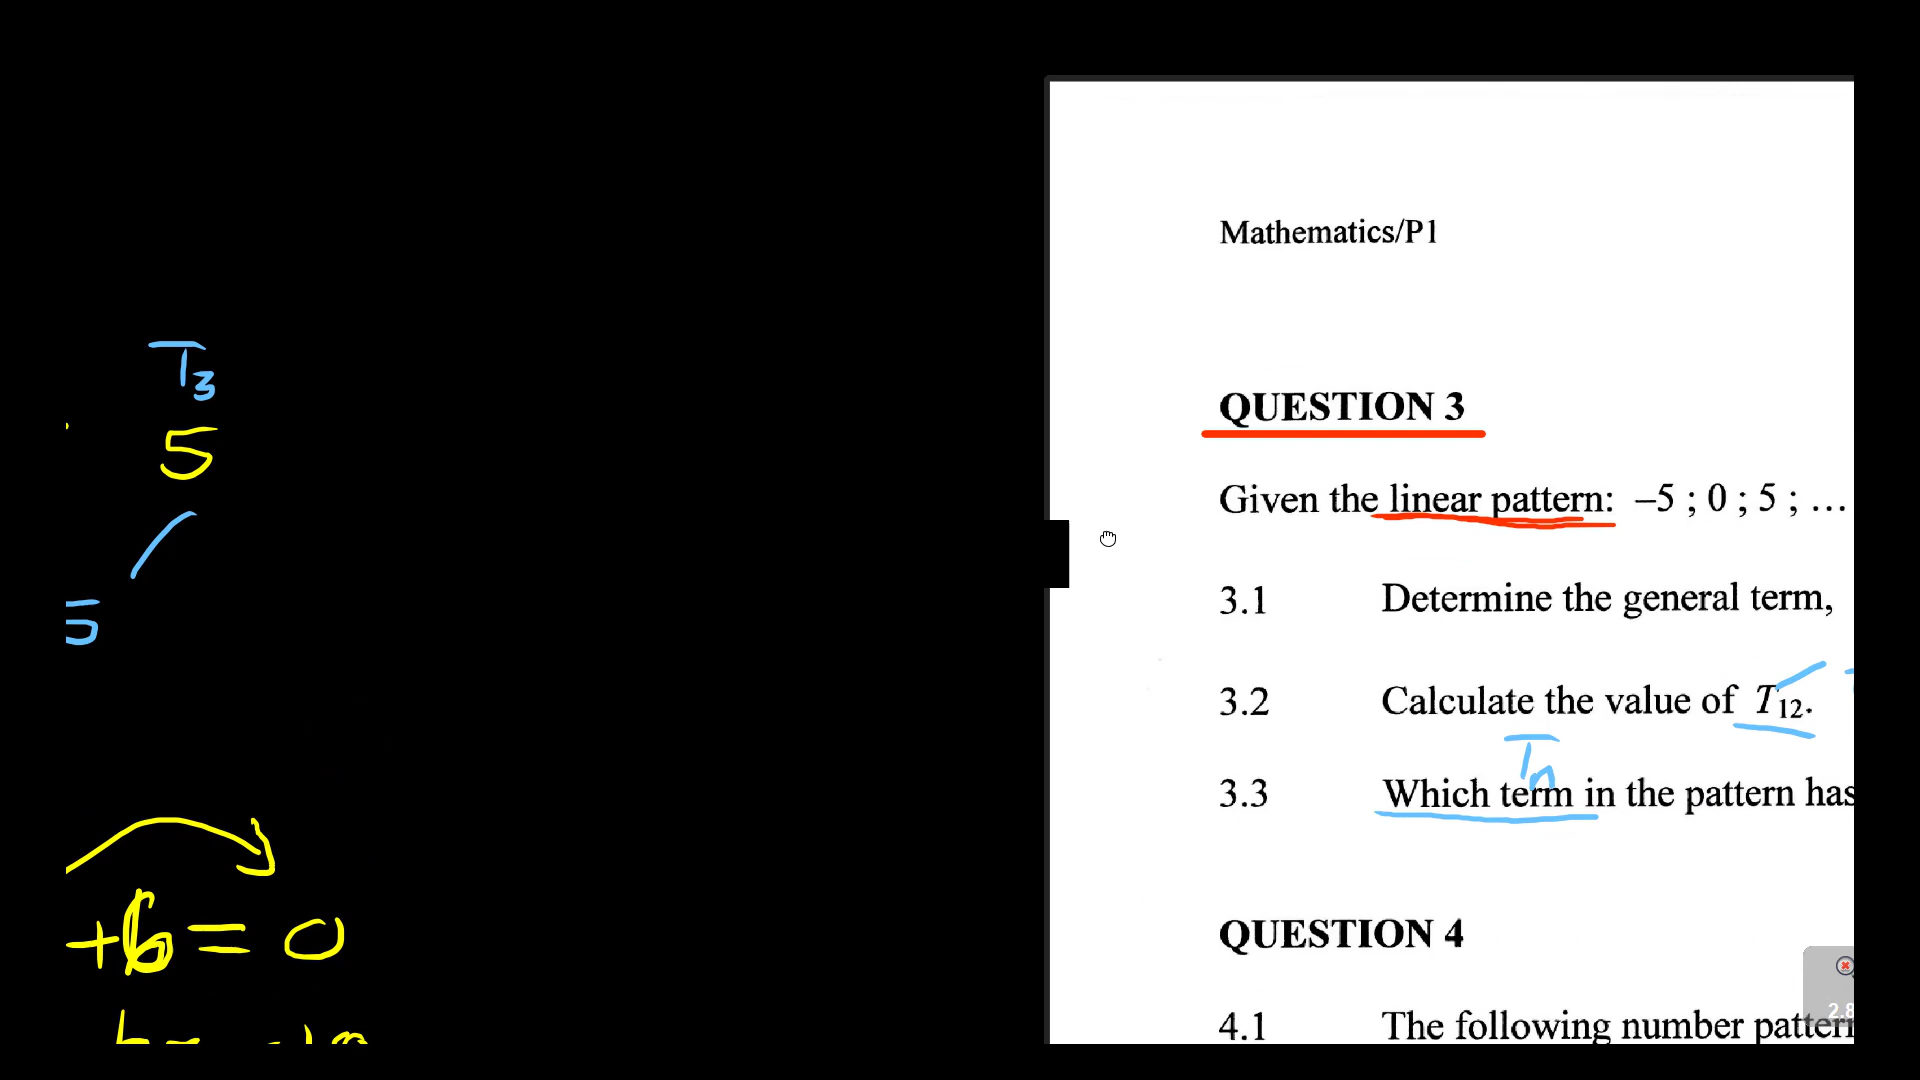 T3
5
5
+b = 0
Mathematics/P1
QUESTION 3
Given the linear pattern: –5 ; 0 ; 5 ; ...
3.1 Determine the general term,
3.2 Calculate the value of T12.
Tn
3.3 Which term in the pattern has
QUESTION 4
4.1 The following number pattern